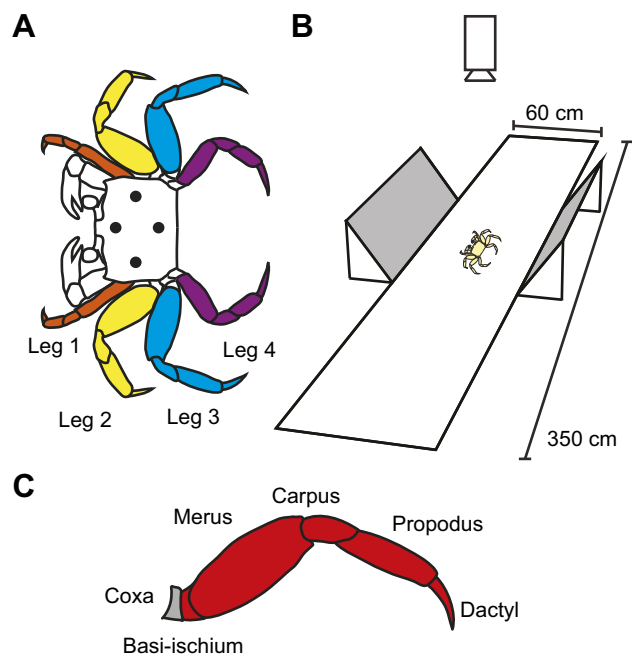 A
Leg 1
Leg 2
Leg 3
Leg 4
B
60 cm
350 cm
C
Carpus
Merus
Propodus
Coxa
Dactyl
Basi-ischium